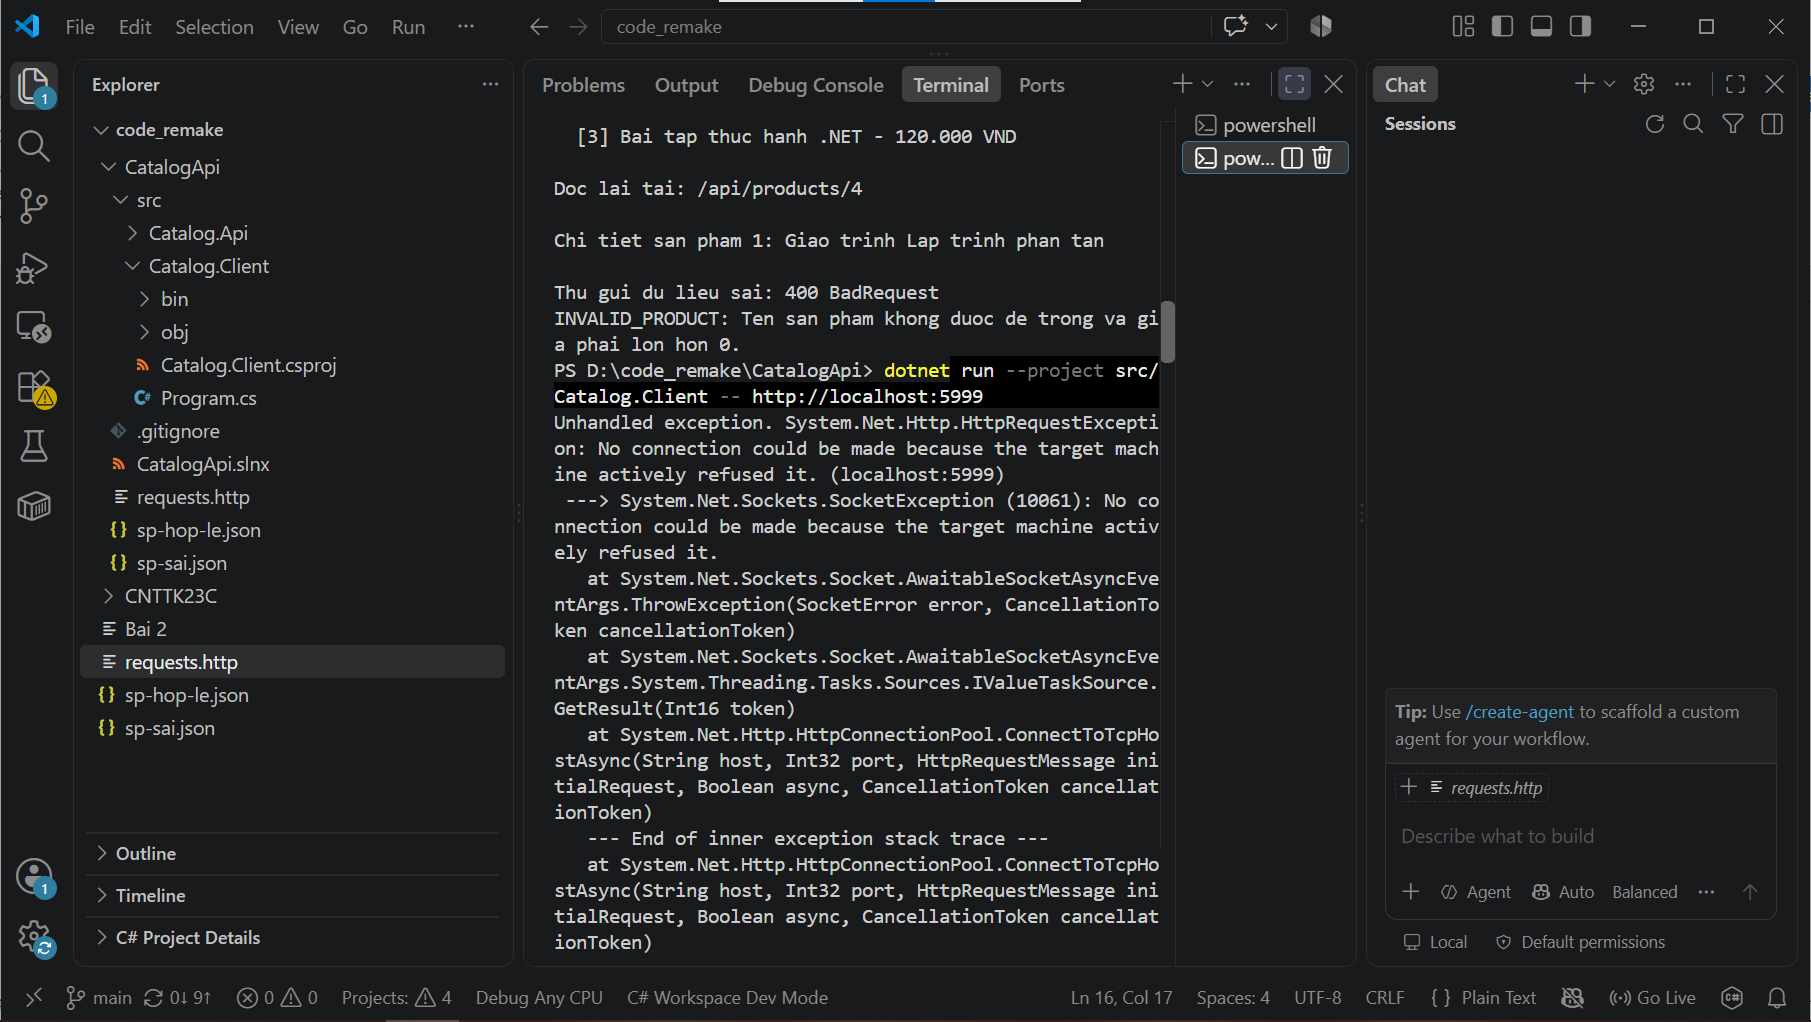 File Edit Selection View Go Run ···
code_remake
Explorer
code_remake
CatalogApi
src
Catalog.Api
Catalog.Client
bin
obj
Catalog.Client.csproj
Program.cs
.gitignore
CatalogApi.slnx
requests.http
sp-hop-le.json
sp-sai.json
CNTTK23C
Bai 2
requests.http
sp-hop-le.json
sp-sai.json
Outline
Timeline
C# Project Details
1
1
Problems Output Debug Console Terminal Ports
[3] Bai tap thuc hanh .NET - 120.000 VND
Doc lai tai: /api/products/4
Chi tiet san pham 1: Giao trinh Lap trinh phan tan
Thu gui du lieu sai: 400 BadRequest
INVALID_PRODUCT: Ten san pham khong duoc de trong va gi
a phai lon hon 0.
PS D:\code_remake\CatalogApi> dotnet run --project src/
Catalog.Client -- http://localhost:5999
Unhandled exception. System.Net.Http.HttpRequestExcepti
on: No connection could be made because the target mach
ine actively refused it. (localhost:5999)
---> System.Net.Sockets.SocketException (10061): No co
nnection could be made because the target machine activ
ely refused it.
at System.Net.Sockets.Socket.AwaitableSocketAsyncEve
ntArgs.ThrowException(SocketError error, CancellationTo
ken cancellationToken)
at System.Net.Sockets.Socket.AwaitableSocketAsyncEve
ntArgs.System.Threading.Tasks.Sources.IValueTaskSource.
GetResult(Int16 token)
at System.Net.Http.HttpConnectionPool.ConnectToTcpHo
stAsync(String host, Int32 port, HttpRequestMessage ini
tialRequest, Boolean async, CancellationToken cancellat
ionToken)
--- End of inner exception stack trace ---
at System.Net.Http.HttpConnectionPool.ConnectToTcpHo
stAsync(String host, Int32 port, HttpRequestMessage ini
tialRequest, Boolean async, CancellationToken cancellat
ionToken)
powershell
pow...
Chat
Sessions
Tip: Use /create-agent to scaffold a custom
agent for your workflow.
requests.http
Describe what to build
Agent Auto Balanced ···
Local Default permissions
main 0↓ 9↑ 0 0 Projects: 4 Debug Any CPU C# Workspace Dev Mode Ln 16, Col 17 Spaces: 4 UTF-8 CRLF {} Plain Text Go Live